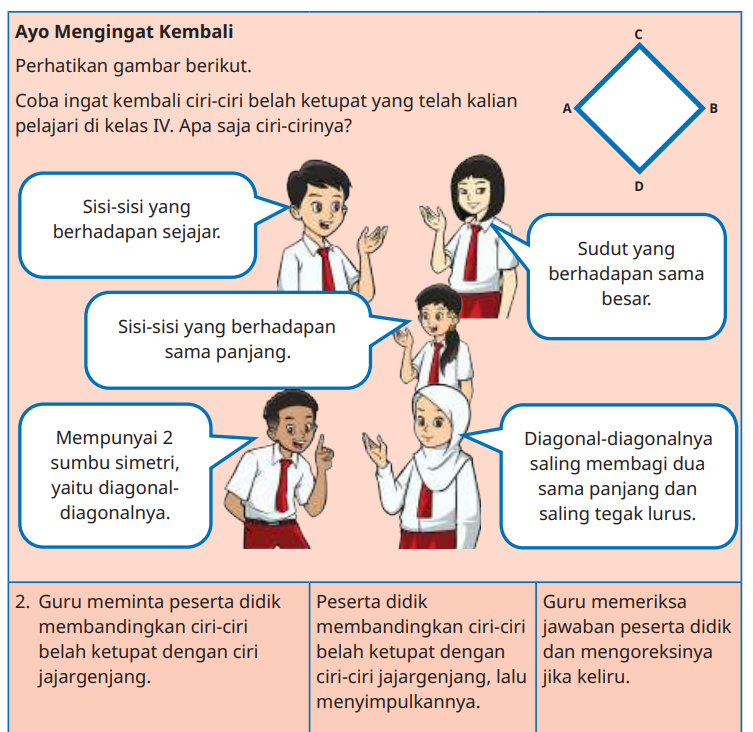 Ayo Mengingat Kembali
Perhatikan gambar berikut.
Coba ingat kembali ciri-ciri belah ketupat yang telah kalian
pelajari di kelas IV. Apa saja ciri-cirinya?
C
A
B
D
Sisi-sisi yang
berhadapan sejajar.
Sudut yang
berhadapan sama
besar.
Sisi-sisi yang berhadapan
sama panjang.
Mempunyai 2
sumbu simetri,
yaitu diagonal-
diagonalnya.
Diagonal-diagonalnya
saling membagi dua
sama panjang dan
saling tegak lurus.
2. Guru meminta peserta didik
membandingkan ciri-ciri
belah ketupat dengan ciri
jajargenjang.
Peserta didik
membandingkan ciri-ciri
belah ketupat dengan
ciri-ciri jajargenjang, lalu
menyimpulkannya.
Guru memeriksa
jawaban peserta didik
dan mengoreksinya
jika keliru.